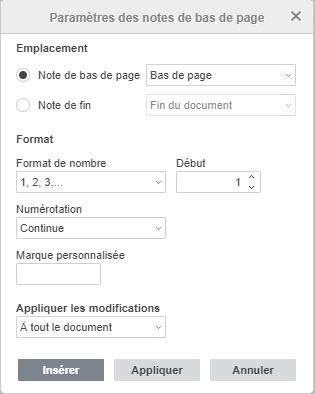 Paramètres des notes de bas de page
Emplacement
Note de bas de page Bas de page
Note de fin Fin du document
Format
Format de nombre Début
1, 2, 3,... 1
Numérotation
Continue
Marque personnalisée
Appliquer les modifications
À tout le document
Insérer Appliquer Annuler